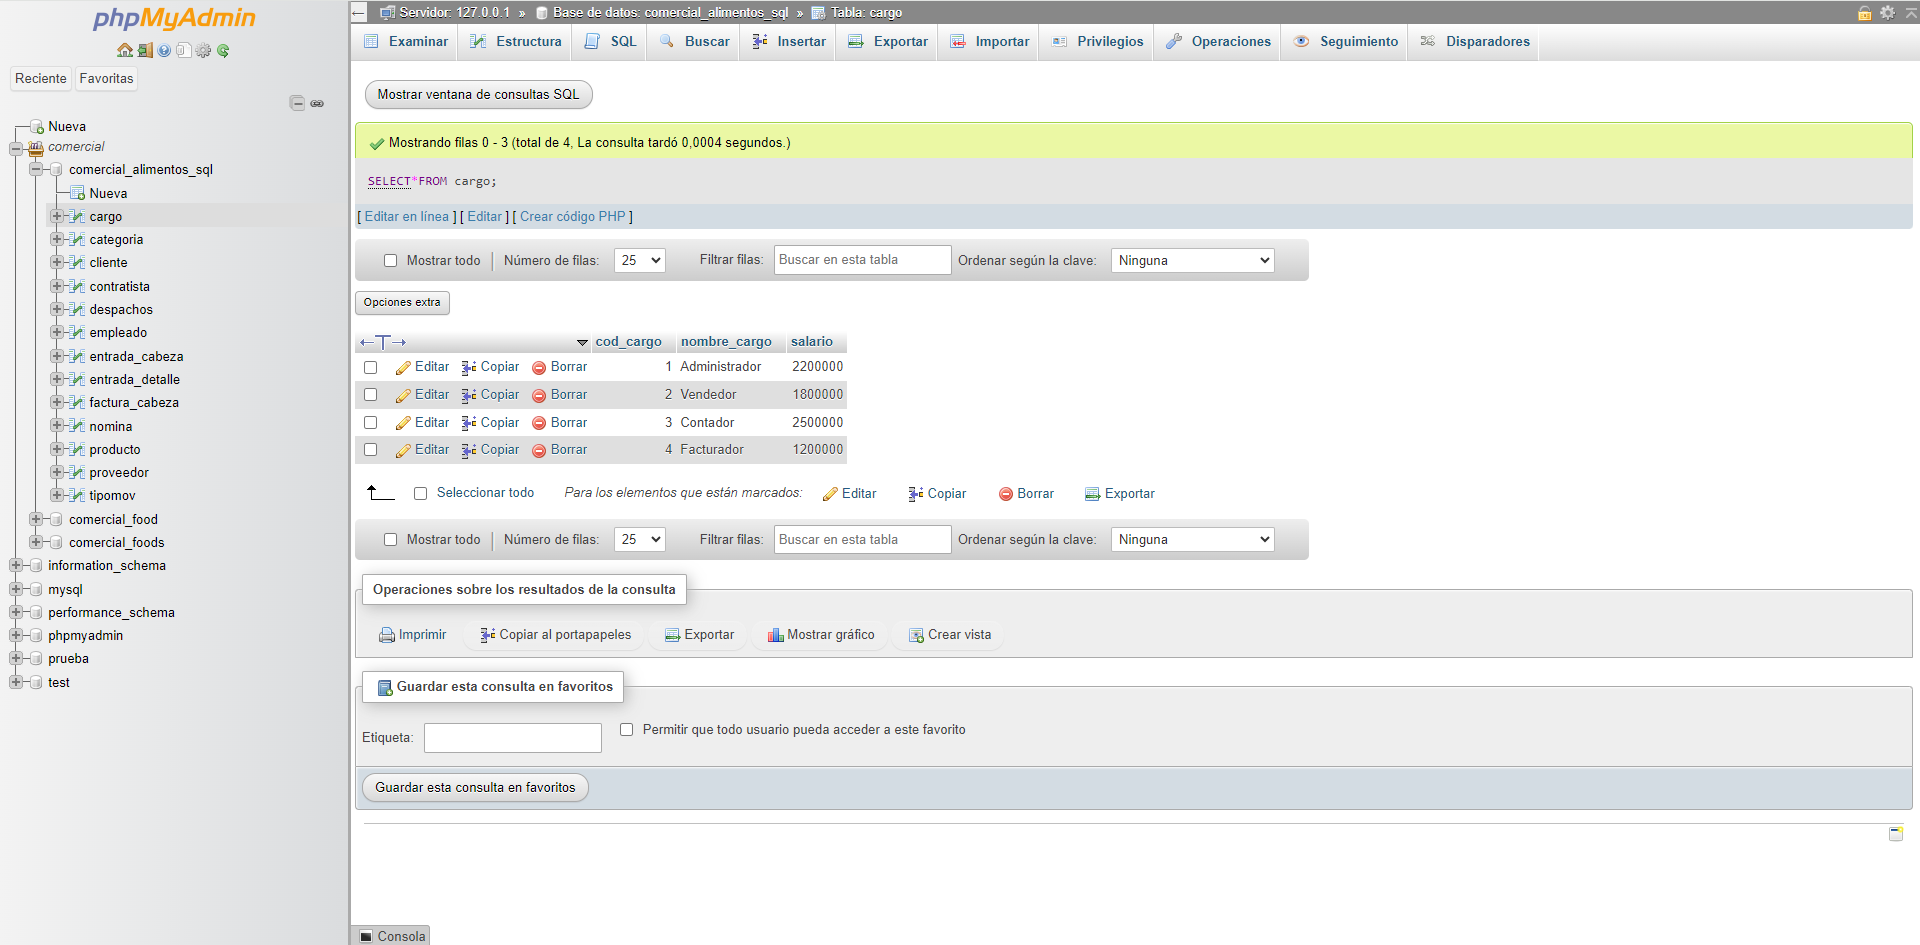 phpMyAdmin
Reciente Favoritas
Nueva
comercial
comercial_alimentos_sql
Nueva
cargo
categoria
cliente
contratista
despachos
empleado
entrada_cabeza
entrada_detalle
factura_cabeza
nomina
producto
proveedor
tipomov
comercial_food
comercial_foods
information_schema
mysql
performance_schema
phpmyadmin
prueba
test
Servidor: 127.0.0.1 » Base de datos: comercial_alimentos_sql » Tabla: cargo
Examinar Estructura SQL Buscar Insertar Exportar Importar Privilegios Operaciones Seguimiento Disparadores
Mostrar ventana de consultas SQL
Mostrando filas 0 - 3 (total de 4, La consulta tardó 0,0004 segundos.)
SELECT*FROM cargo;
[ Editar en línea ] [ Editar ] [ Crear código PHP ]
Mostrar todo | Número de filas: 25 Filtrar filas: Buscar en esta tabla Ordenar según la clave: Ninguna
Opciones extra
←T→ cod_cargo nombre_cargo salario
Editar Copiar Borrar 1 Administrador 2200000
Editar Copiar Borrar 2 Vendedor 1800000
Editar Copiar Borrar 3 Contador 2500000
Editar Copiar Borrar 4 Facturador 1200000
Seleccionar todo Para los elementos que están marcados: Editar Copiar Borrar Exportar
Mostrar todo | Número de filas: 25 Filtrar filas: Buscar en esta tabla Ordenar según la clave: Ninguna
Operaciones sobre los resultados de la consulta
Imprimir Copiar al portapapeles Exportar Mostrar gráfico Crear vista
Guardar esta consulta en favoritos
Etiqueta: Permitir que todo usuario pueda acceder a este favorito
Guardar esta consulta en favoritos
Consola